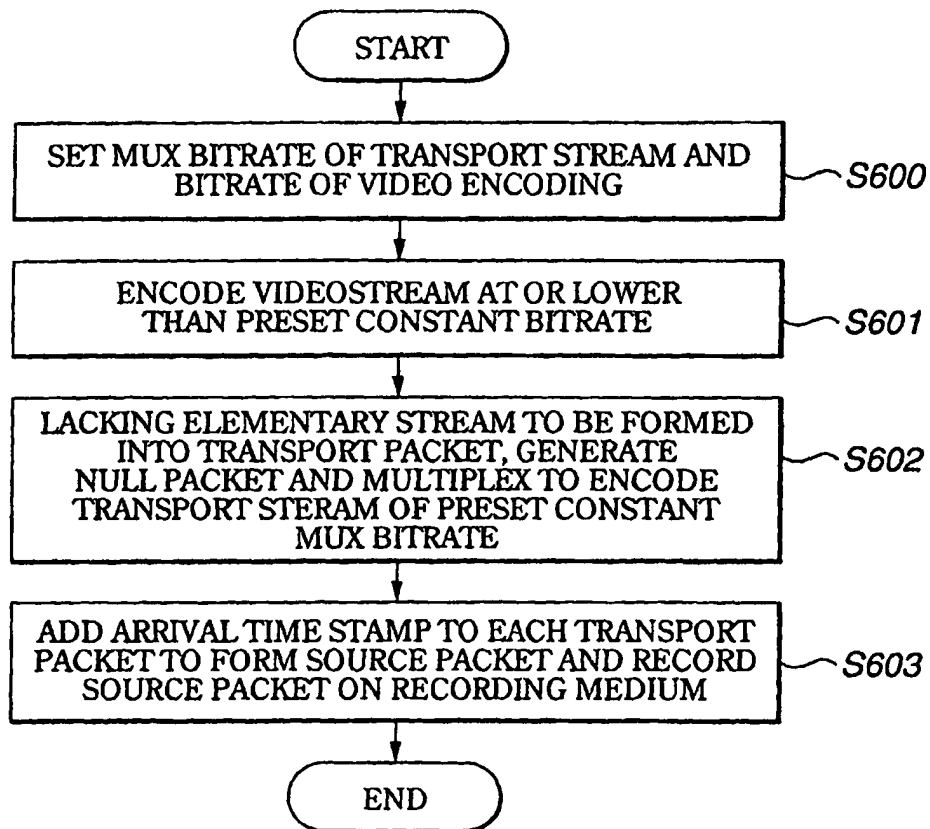 START
SET MUX BITRATE OF TRANSPORT STREAM AND
BITRATE OF VIDEO ENCODING
S600
ENCODE VIDEOSTREAM AT OR LOWER
THAN PRESET CONSTANT BITRATE
S601
LACKING ELEMENTARY STREAM TO BE FORMED
INTO TRANSPORT PACKET, GENERATE
NULL PACKET AND MULTIPLEX TO ENCODE
TRANSPORT STERAM OF PRESET CONSTANT
MUX BITRATE
S602
ADD ARRIVAL TIME STAMP TO EACH TRANSPORT
PACKET TO FORM SOURCE PACKET AND RECORD
SOURCE PACKET ON RECORDING MEDIUM
S603
END